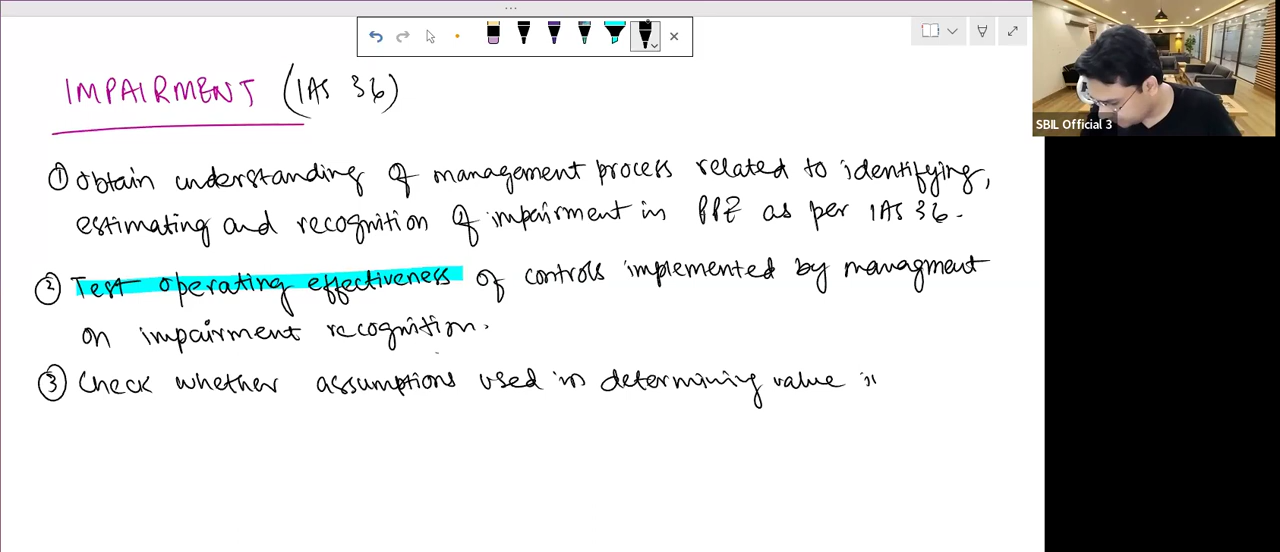 IMPAIRMENT (IAS 36)
SBIL Official 3
① Obtain understanding of management process related to identifying,
estimating and recognition of impairment in PPE as per IAS 36.
② Test operating effectiveness of controls implemented by managment
on impairment recognition.
③ Check whether assumptions used in determining value